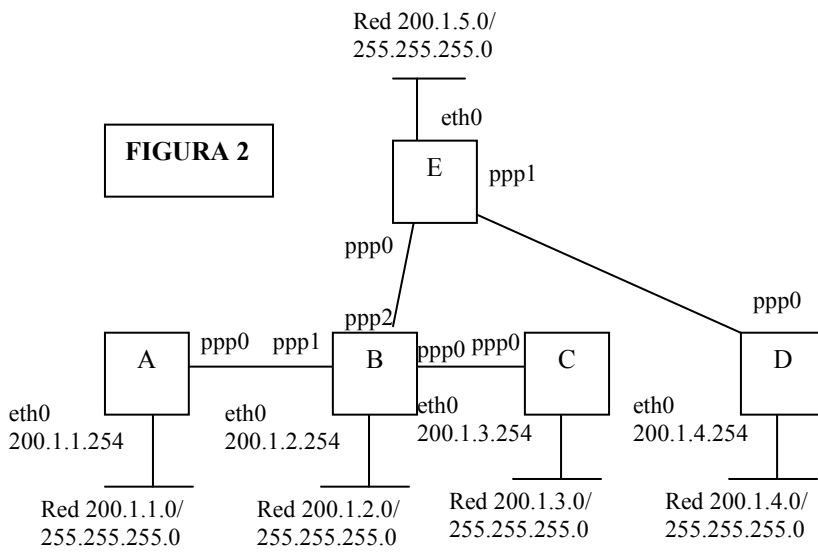 Red 200.1.5.0/
255.255.255.0
eth0
FIGURA 2
E
ppp1
ppp0
ppp0
ppp2
A
ppp0
ppp1
B
ppp0
ppp0
C
D
eth0
200.1.1.254
eth0
200.1.2.254
eth0
200.1.3.254
eth0
200.1.4.254
Red 200.1.1.0/
255.255.255.0
Red 200.1.2.0/
255.255.255.0
Red 200.1.3.0/
255.255.255.0
Red 200.1.4.0/
255.255.255.0